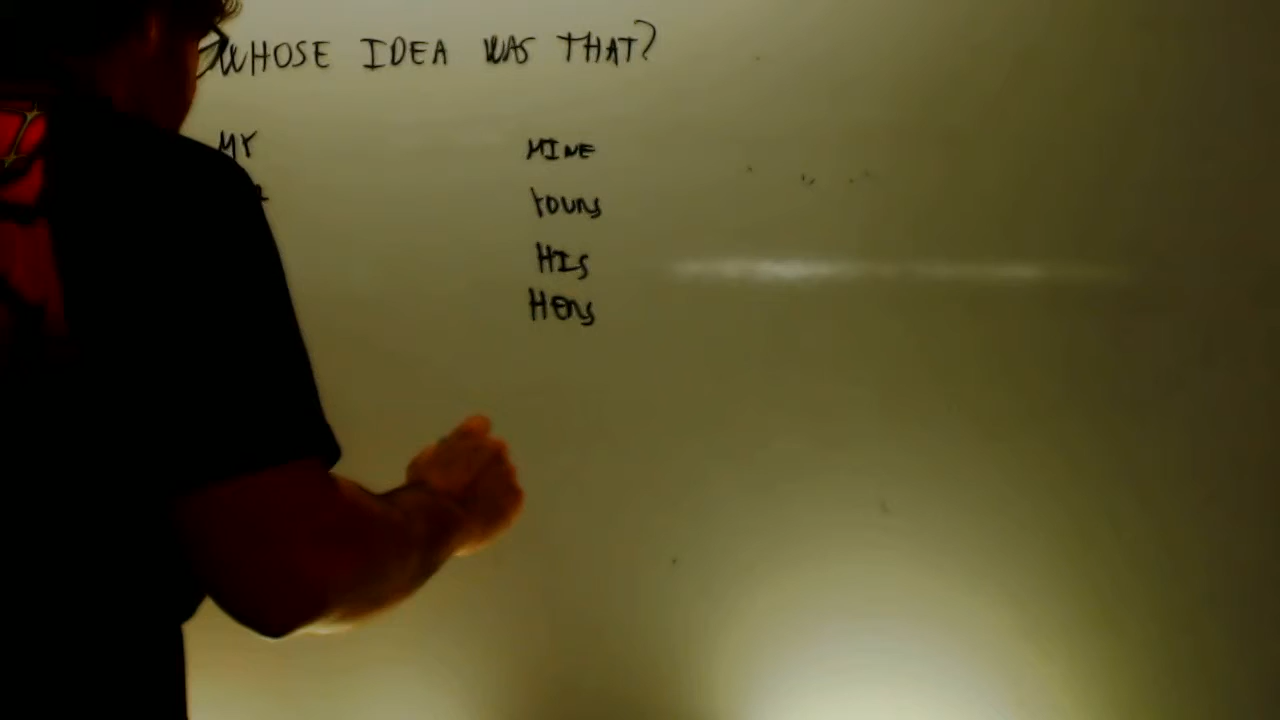 WHOSE IDEA WAS THAT?
MY MINE
YOURS
HIS
HERS